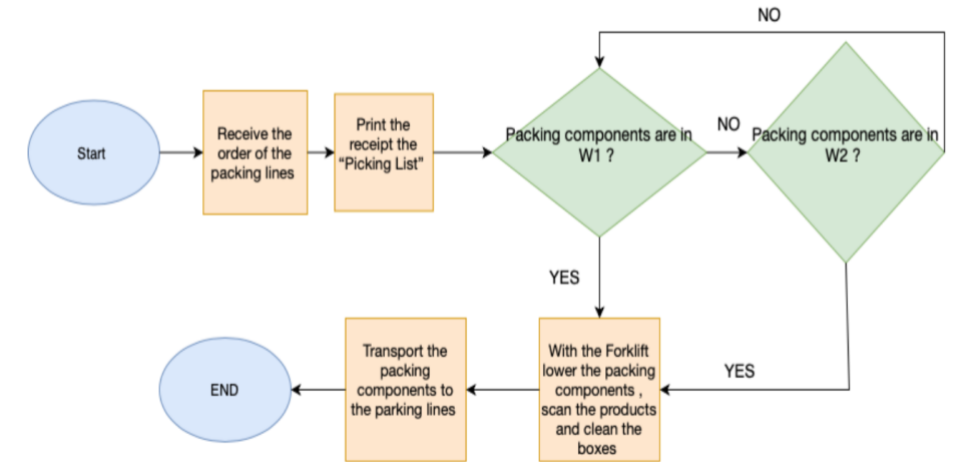 NO
Start
Receive the
order of the
packing lines
Print the
receipt the
“Picking List”
Packing components are in
W1 ?
NO
Packing components are in
W2 ?
YES
END
Transport the
packing
components to
the parking lines
With the Forklift
lower the packing
components ,
scan the products
and clean the
boxes
YES